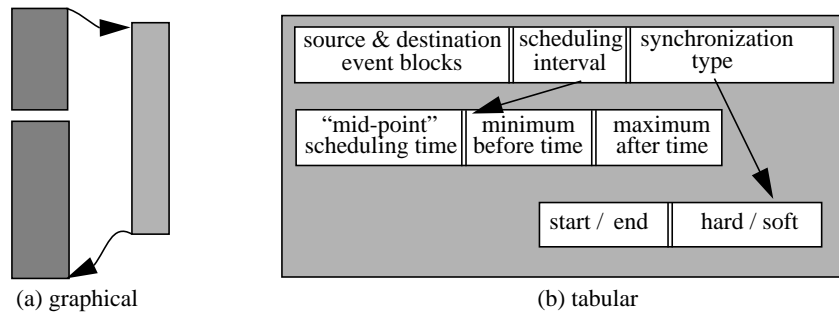 source & destination
event blocks
scheduling
interval
synchronization
type
“mid-point”
scheduling time
minimum
before time
maximum
after time
start / end
hard / soft
(a) graphical
(b) tabular